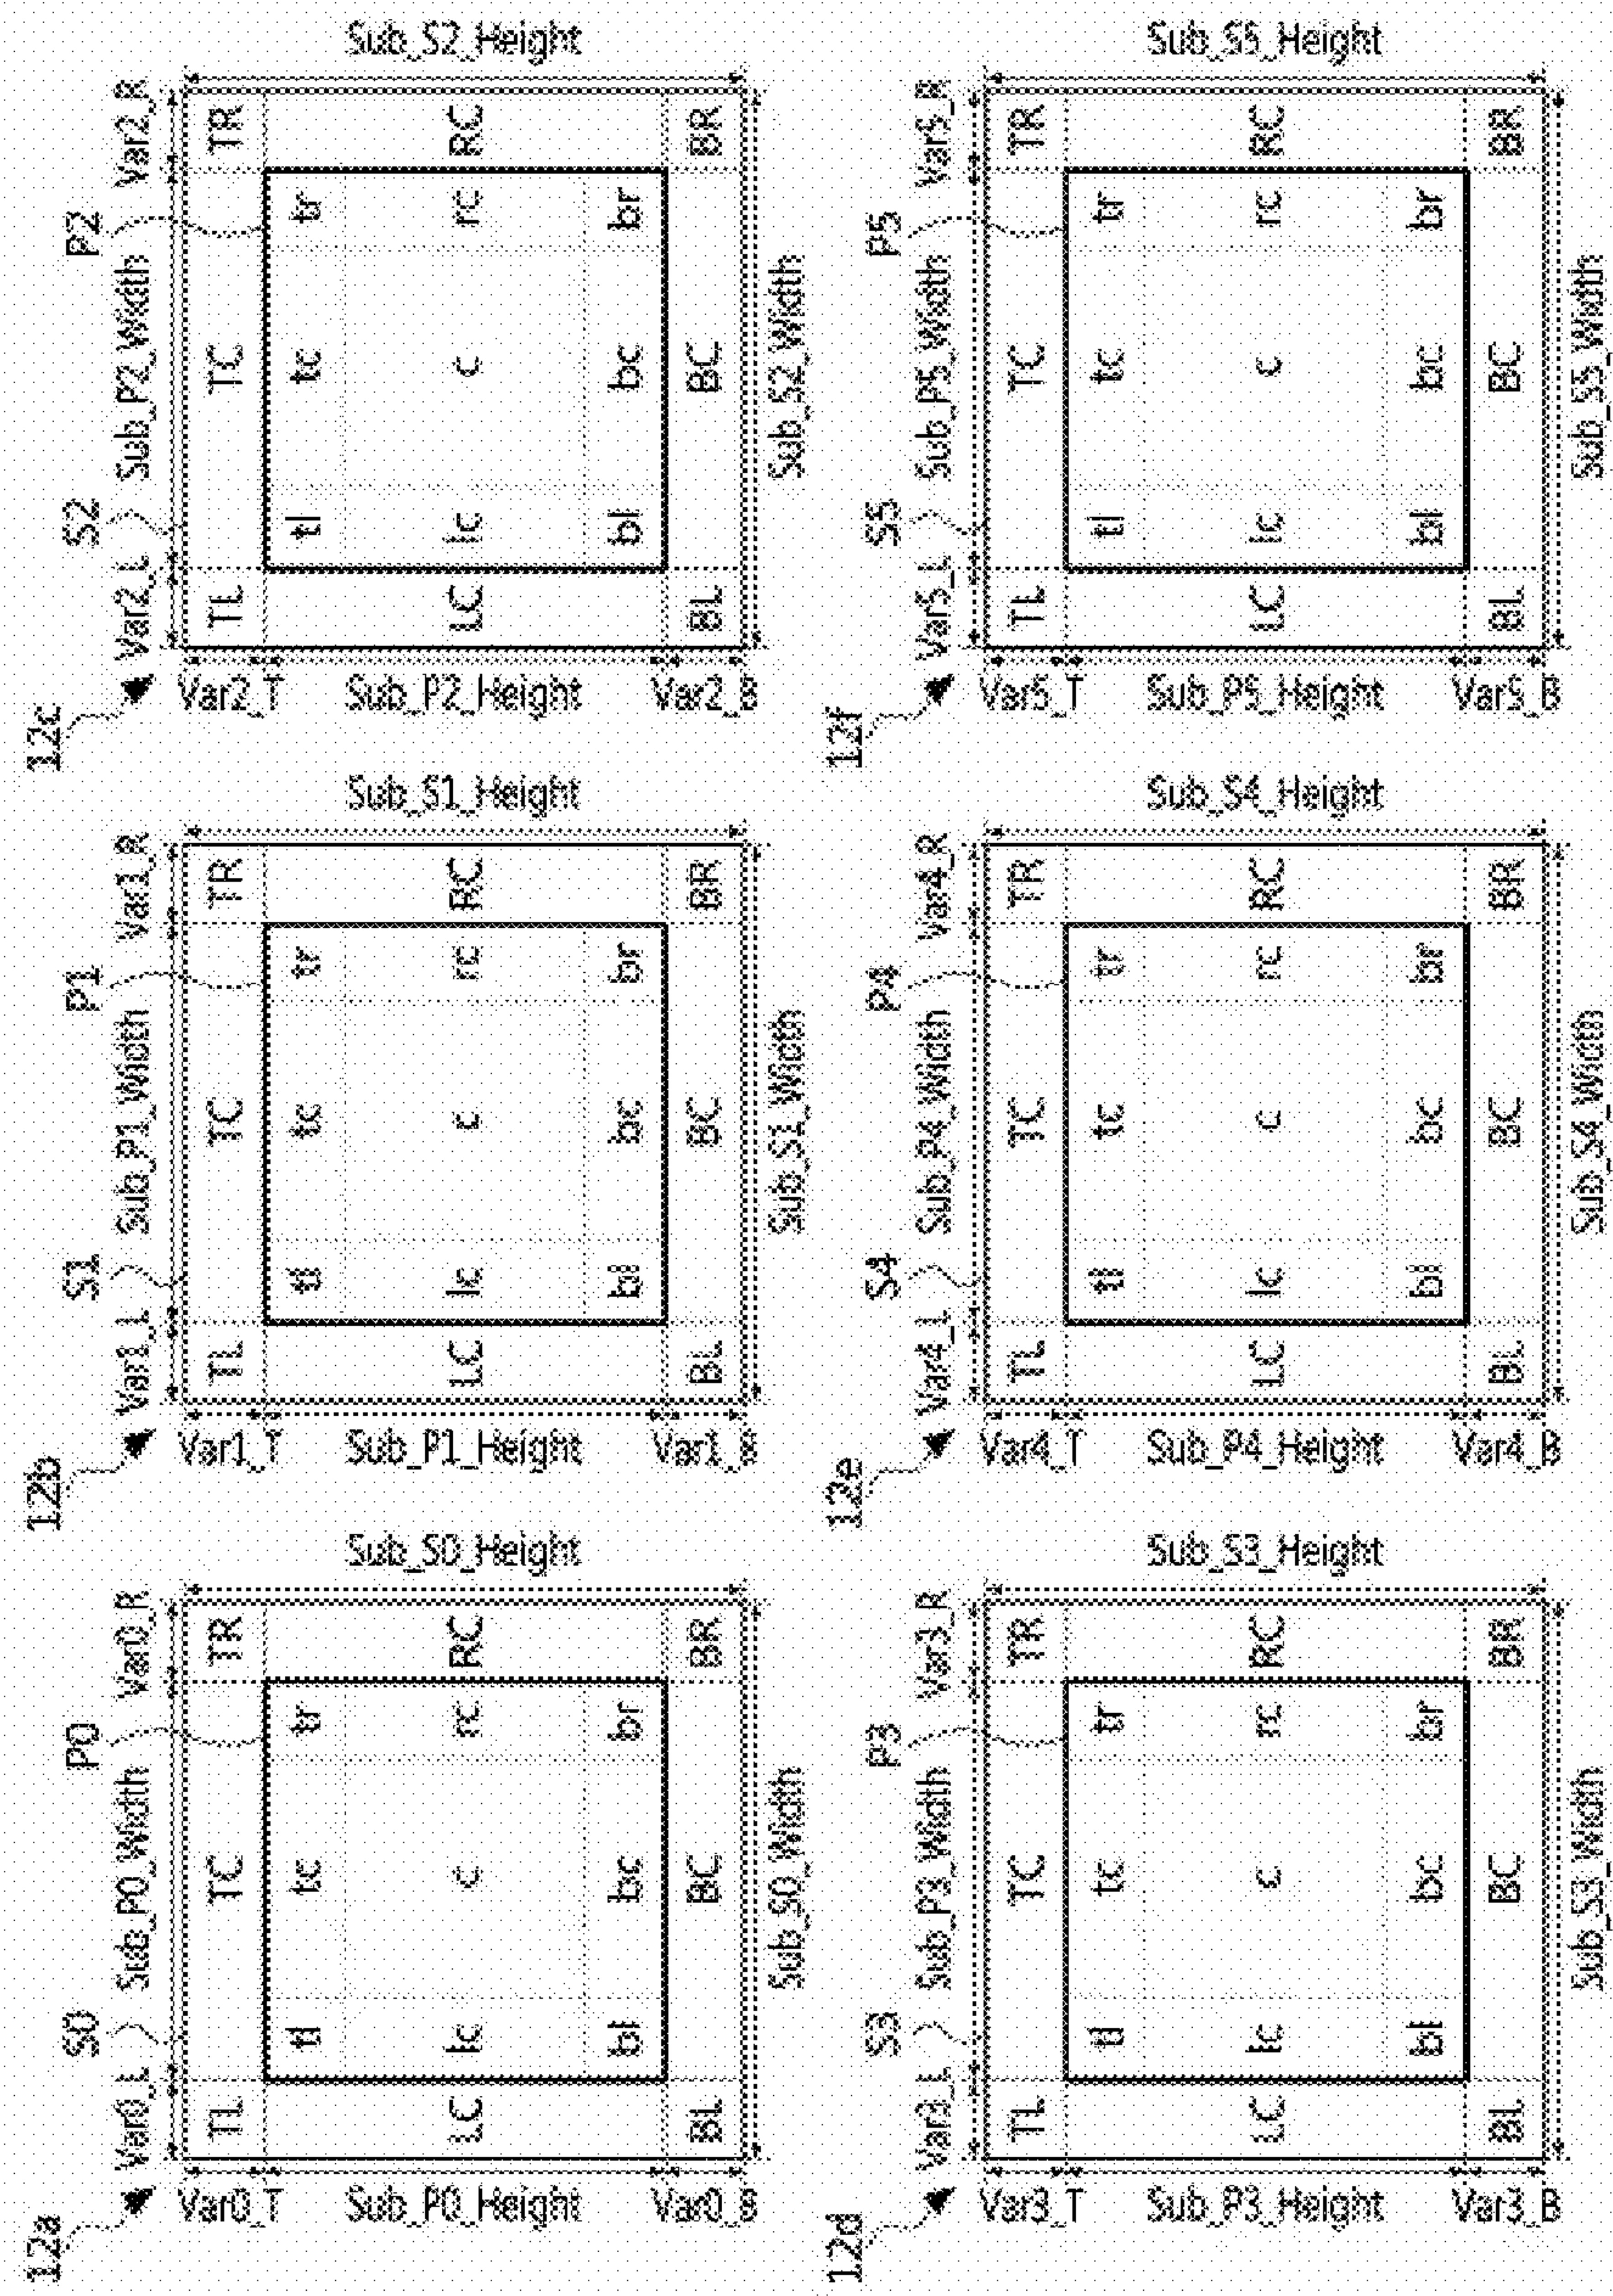 12a
S0
P0
Var0_L
Sub_P0_Width
Var0_R
Var0_T
Sub_P0_Height
Var0_B
TL TC TR
tl tc tr
LC lc c rc RC
bl bc br
BL BC BR
Sub_S0_Height
Sub_S0_Width
12b
S1
P1
Var1_L
Sub_P1_Width
Var1_R
Var1_T
Sub_P1_Height
Var1_B
TL TC TR
tl tc tr
LC lc c rc RC
bl bc br
BL BC BR
Sub_S1_Height
Sub_S1_Width
12c
S2
P2
Var2_L
Sub_P2_Width
Var2_R
Var2_T
Sub_P2_Height
Var2_B
TL TC TR
tl tc tr
LC lc c rc RC
bl bc br
BL BC BR
Sub_S2_Height
Sub_S2_Width
12d
S3
P3
Var3_L
Sub_P3_Width
Var3_R
Var3_T
Sub_P3_Height
Var3_B
TL TC TR
tl tc tr
LC lc c rc RC
bl bc br
BL BC BR
Sub_S3_Height
Sub_S3_Width
12e
S4
P4
Var4_L
Sub_P4_Width
Var4_R
Var4_T
Sub_P4_Height
Var4_B
TL TC TR
tl tc tr
LC lc c rc RC
bl bc br
BL BC BR
Sub_S4_Height
Sub_S4_Width
12f
S5
P5
Var5_L
Sub_P5_Width
Var5_R
Var5_T
Sub_P5_Height
Var5_B
TL TC TR
tl tc tr
LC lc c rc RC
bl bc br
BL BC BR
Sub_S5_Height
Sub_S5_Width